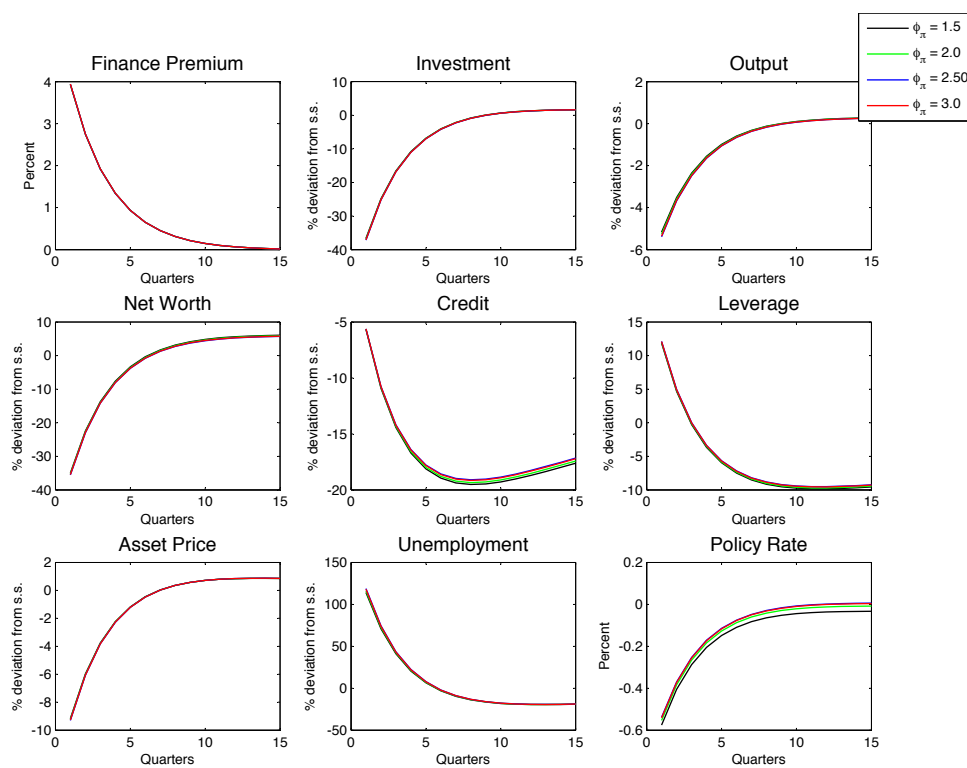 ϕπ = 1.5
ϕπ = 2.0
ϕπ = 2.50
ϕπ = 3.0
Finance Premium
4
3
2
1
0
Percent
0 5 10 15
Quarters
Investment
10
0
-10
-20
-30
-40
% deviation from s.s.
0 5 10 15
Quarters
Output
2
0
-2
-4
-6
% deviation from s.s.
0 5 10 15
Quarters
Net Worth
10
0
-10
-20
-30
-40
% deviation from s.s.
0 5 10 15
Quarters
Credit
-5
-10
-15
-20
% deviation from s.s.
0 5 10 15
Quarters
Leverage
15
10
5
0
-5
-10
% deviation from s.s.
0 5 10 15
Quarters
Asset Price
2
0
-2
-4
-6
-8
-10
% deviation from s.s.
0 5 10 15
Quarters
Unemployment
150
100
50
0
-50
% deviation from s.s.
0 5 10 15
Quarters
Policy Rate
0.2
0
-0.2
-0.4
-0.6
Percent
0 5 10 15
Quarters